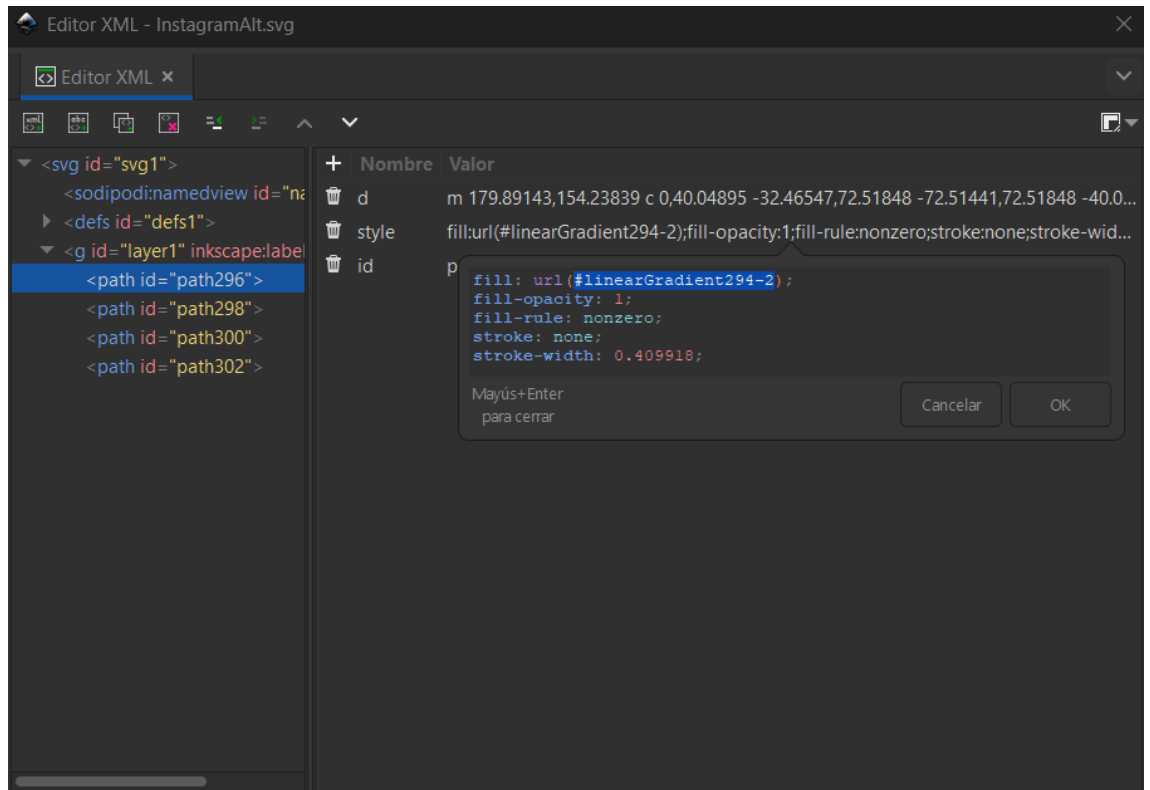 Editor XML - InstagramAlt.svg
Editor XML
Nombre Valor
<svg id="svg1">
<sodipodi:namedview id="na
<defs id="defs1">
<g id="layer1" inkscape:label
<path id="path296">
<path id="path298">
<path id="path300">
<path id="path302">
d m 179.89143,154.23839 c 0,40.04895 -32.46547,72.51848 -72.51441,72.51848 -40.0...
style fill:url(#linearGradient294-2);fill-opacity:1;fill-rule:nonzero;stroke:none;stroke-wid...
id p
fill: url(#linearGradient294-2);
fill-opacity: 1;
fill-rule: nonzero;
stroke: none;
stroke-width: 0.409918;
Mayús+Enter
para cerrar
Cancelar OK